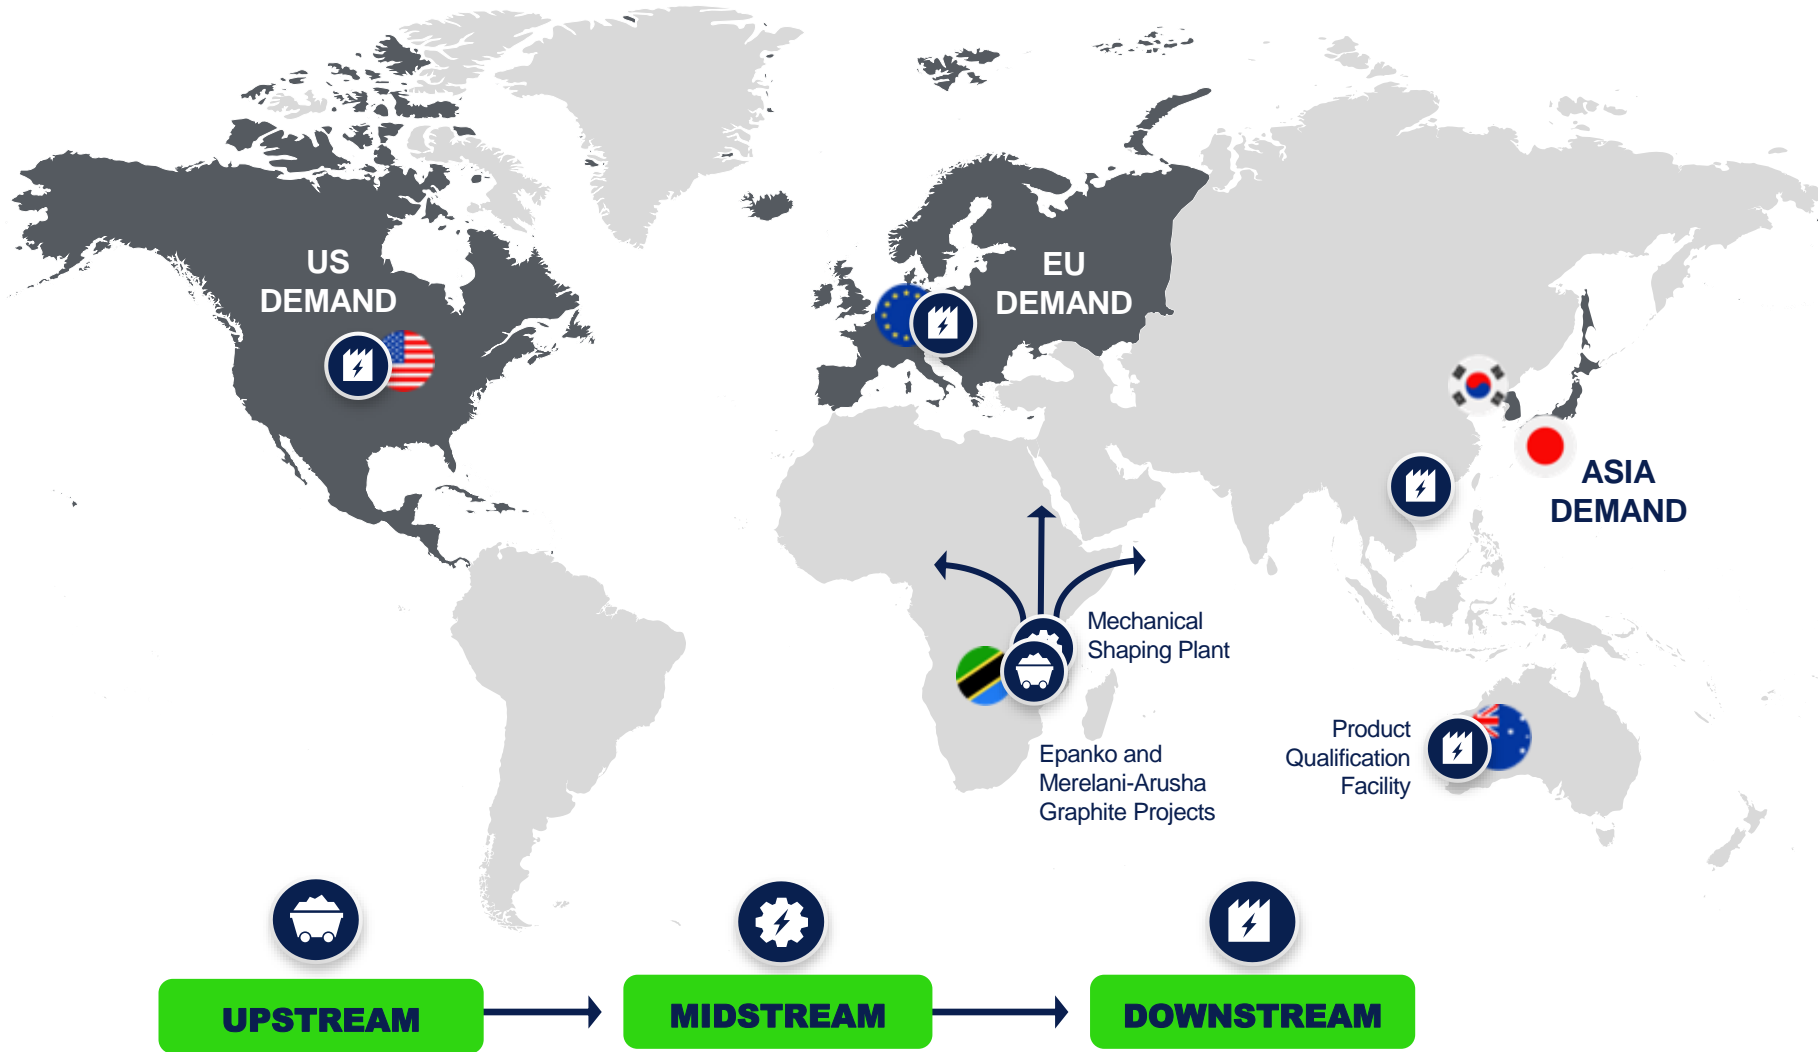 US
DEMAND
EU
DEMAND
ASIA
DEMAND
Mechanical
Shaping Plant
Epanko and
Merelani-Arusha
Graphite Projects
Product
Qualification
Facility
UPSTREAM
MIDSTREAM
DOWNSTREAM